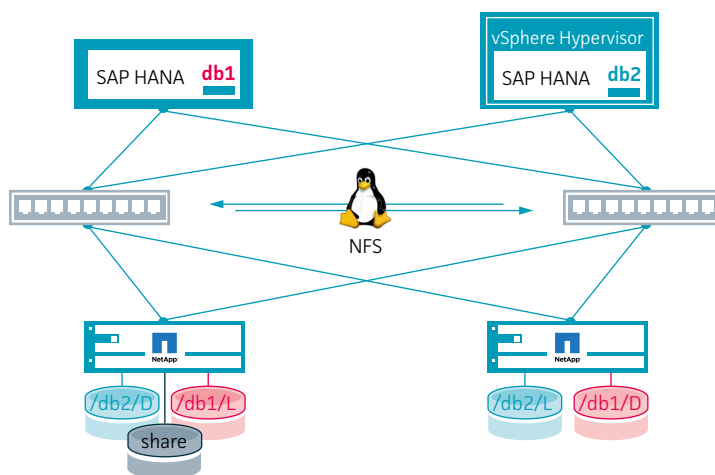 SAP HANA db1
vSphere Hypervisor
SAP HANA db2
NFS
NetApp
NetApp
/db2/D
/db1/L
/db2/L
/db1/D
share